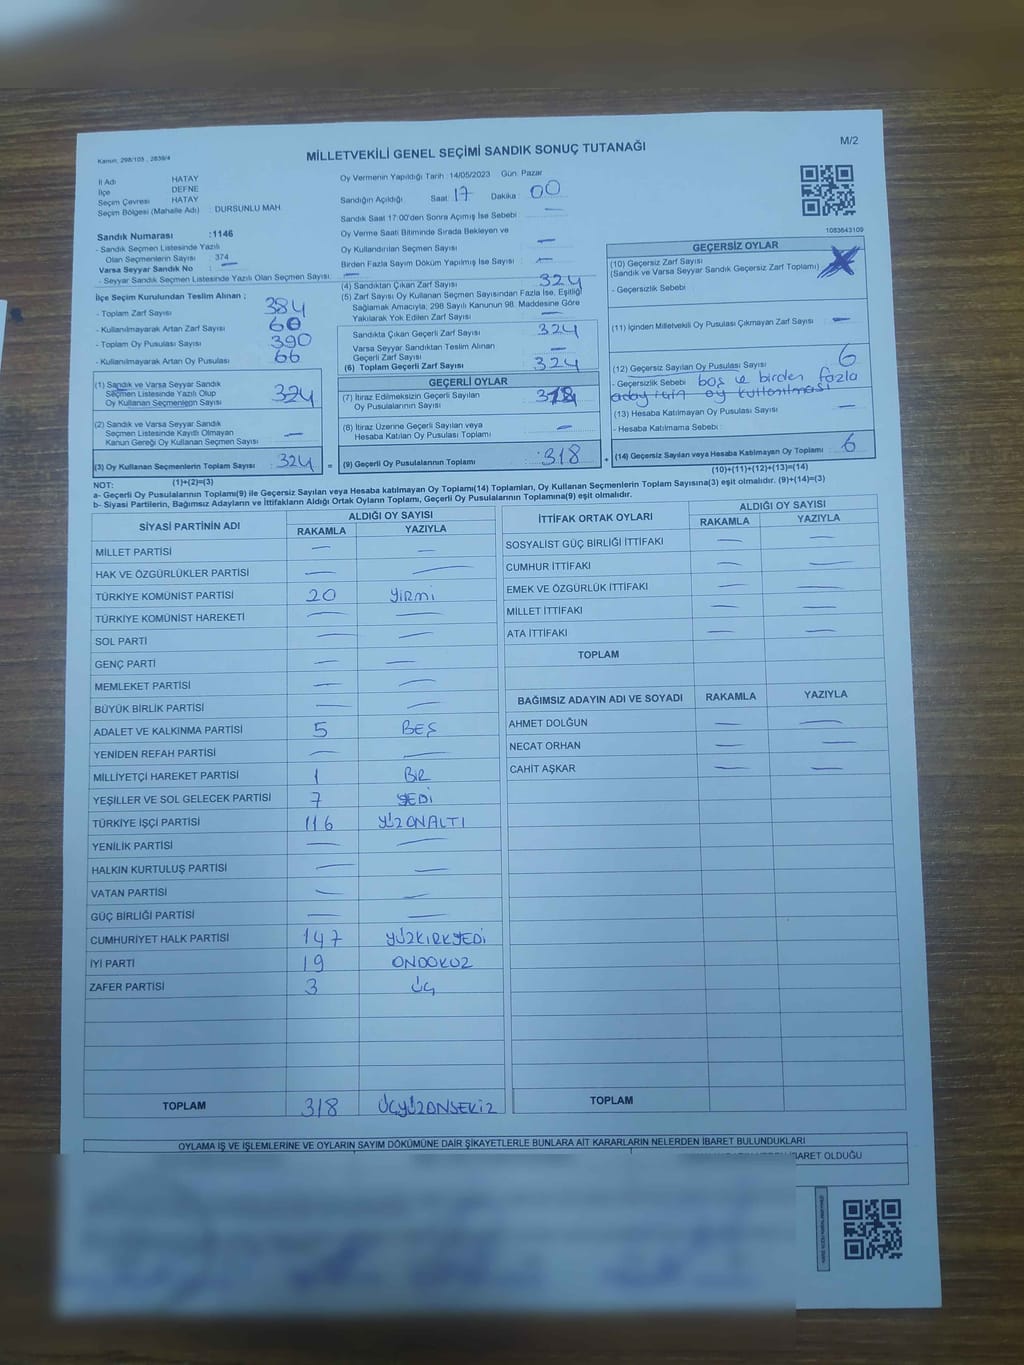 M/2
Kanun: 298/105 , 2839/4
MİLLETVEKİLİ GENEL SEÇİMİ SANDIK SONUÇ TUTANAĞI
İl Adı HATAY
İlçe DEFNE
Seçim Çevresi HATAY
Seçim Bölgesi (Mahalle Adı) : DURSUNLU MAH
Sandık Numarası :1146
- Sandık Seçmen Listesinde Yazılı
Olan Seçmenlerin Sayısı : 374
Varsa Seyyar Sandık No : —
- Seyyar Sandık Seçmen Listesinde Yazılı Olan Seçmen Sayısı: —
Oy Vermenin Yapıldığı Tarih :14/05/2023 Gün: Pazar
Sandığın Açıldığı Saat: 17 Dakika: 00
Sandık Saat 17:00'den Sonra Açımış İse Sebebi : —
Oy Verme Saati Bitiminde Sırada Bekleyen ve
Oy Kullandırılan Seçmen Sayısı —
Birden Fazla Sayım Döküm Yapılmış İse Sayısı : —
1083643109
İlçe Seçim Kurulundan Teslim Alınan :
- Toplam Zarf Sayısı 384
- Kullanılmayarak Artan Zarf Sayısı 60
- Toplam Oy Pusulası Sayısı 390
- Kullanılmayarak Artan Oy Pusulası 66
(1) Sandık ve Varsa Seyyar Sandık
Seçmen Listesinde Yazılı Olup
Oy Kullanan Seçmenlerin Sayısı 324
(2) Sandık ve Varsa Seyyar Sandık
Seçmen Listesinde Kayıtlı Olmayan
Kanun Gereği Oy Kullanan Seçmen Sayısı —
(3) Oy Kullanan Seçmenlerin Toplam Sayısı 324
(1)+(2)=(3)
(4) Sandıktan Çıkan Zarf Sayısı 324
(5) Zarf Sayısı Oy Kullanan Seçmen Sayısından Fazla İse, Eşitliği
Sağlamak Amacıyla, 298 Sayılı Kanunun 98. Maddesine Göre
Yakılarak Yok Edilen Zarf Sayısı —
Sandıkta Çıkan Geçerli Zarf Sayısı 324
Varsa Seyyar Sandıktan Teslim Alınan
Geçerli Zarf Sayısı —
(6) Toplam Geçerli Zarf Sayısı 324
GEÇERLİ OYLAR
(7) İtiraz Edilmeksizin Geçerli Sayılan
Oy Pusulalarının Sayısı 318
(8) İtiraz Üzerine Geçerli Sayılan veya
Hesaba Katılan Oy Pusulası Toplamı —
= (9) Geçerli Oy Pusulalarının Toplamı :318
GEÇERSİZ OYLAR
(10) Geçersiz Zarf Sayısı
(Sandık ve Varsa Seyyar Sandık Geçersiz Zarf Toplamı)
- Geçersizlik Sebebi
(11) İçinden Milletvekili Oy Pusulası Çıkmayan Zarf Sayısı —
(12) Geçersiz Sayılan Oy Pusulası Sayısı 6
- Geçersizlik Sebebi boş ve birden fazla
aday için oy kullanılması
(13) Hesaba Katılmayan Oy Pusulası Sayısı —
- Hesaba Katılmama Sebebi
+ (14) Geçersiz Sayılan veya Hesaba Katılmayan Oy Toplamı 6
(10)+(11)+(12)+(13)=(14)
NOT:
a- Geçerli Oy Pusulalarının Toplamı(9) ile Geçersiz Sayılan veya Hesaba katılmayan Oy Toplamı(14) Toplamları, Oy Kullanan Seçmenlerin Toplam Sayısına(3) eşit olmalıdır. (9)+(14)=(3)
b- Siyasi Partilerin, Bağımsız Adayların ve İttifakların Aldığı Ortak Oyların Toplamı, Geçerli Oy Pusulalarının Toplamına(9) eşit olmalıdır.
SİYASİ PARTİNİN ADI ALDIĞI OY SAYISI
RAKAMLA YAZIYLA
MİLLET PARTİSİ — —
HAK VE ÖZGÜRLÜKLER PARTİSİ — —
TÜRKİYE KOMÜNİST PARTİSİ 20 YİRMİ
TÜRKİYE KOMÜNİST HAREKETİ — —
SOL PARTİ — —
GENÇ PARTİ — —
MEMLEKET PARTİSİ — —
BÜYÜK BİRLİK PARTİSİ — —
ADALET VE KALKINMA PARTİSİ 5 BEŞ
YENİDEN REFAH PARTİSİ — —
MİLLİYETÇİ HAREKET PARTİSİ 1 BİR
YEŞİLLER VE SOL GELECEK PARTİSİ 7 YEDİ
TÜRKİYE İŞÇİ PARTİSİ 116 YÜZONALTI
YENİLİK PARTİSİ — —
HALKIN KURTULUŞ PARTİSİ — —
VATAN PARTİSİ — —
GÜÇ BİRLİĞİ PARTİSİ — —
CUMHURİYET HALK PARTİSİ 147 YÜZKIRKYEDİ
İYİ PARTİ 19 ONDOKUZ
ZAFER PARTİSİ 3 ÜÇ
TOPLAM 318 ÜÇYÜZONSEKİZ
İTTİFAK ORTAK OYLARI ALDIĞI OY SAYISI
RAKAMLA YAZIYLA
SOSYALİST GÜÇ BİRLİĞİ İTTİFAKI — —
CUMHUR İTTİFAKI — —
EMEK VE ÖZGÜRLÜK İTTİFAKI — —
MİLLET İTTİFAKI — —
ATA İTTİFAKI — —
TOPLAM
BAĞIMSIZ ADAYIN ADI VE SOYADI RAKAMLA YAZIYLA
AHMET DOLĞUN — —
NECAT ORHAN — —
CAHİT AŞKAR — —
TOPLAM
OYLAMA İŞ VE İŞLEMLERİNE VE OYLARIN SAYIM DÖKÜMÜNE DAİR ŞİKAYETLERLE BUNLARA AİT KARARLARIN NELERDEN İBARET BULUNDUKLARI
İBARET OLDUĞU